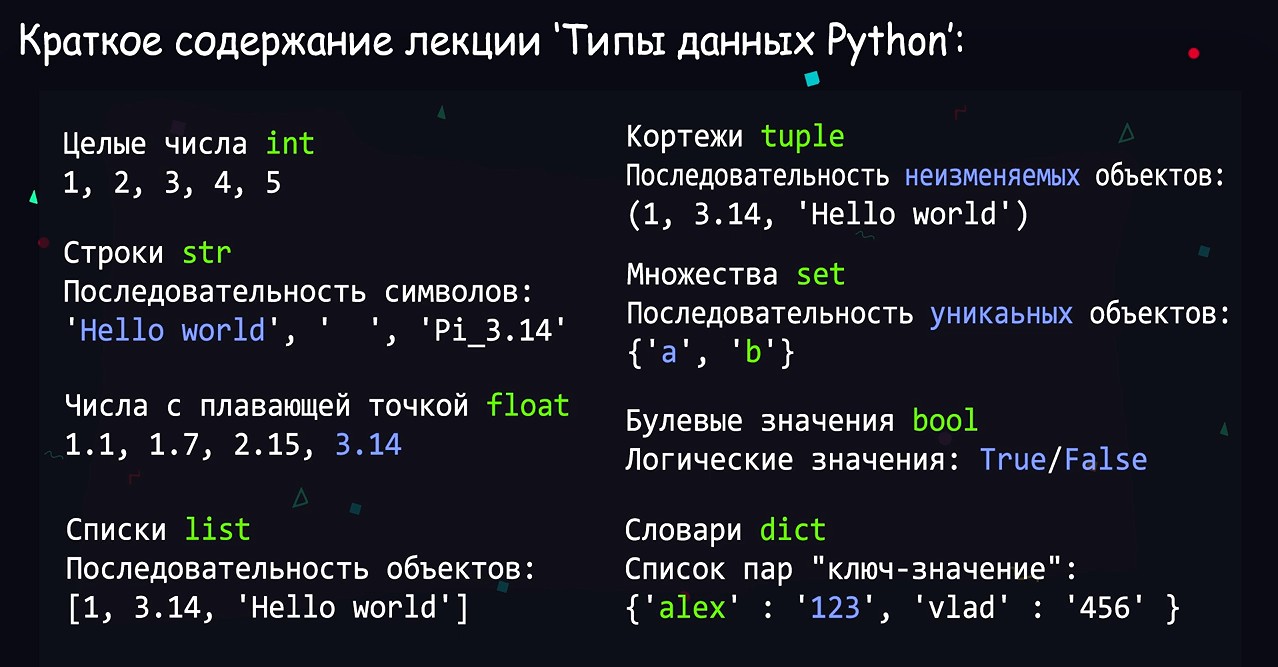 Краткое содержание лекции 'Типы данных Python':
Целые числа int
1, 2, 3, 4, 5
Строки str
Последовательность символов:
'Hello world', '  ', 'Pi_3.14'
Числа с плавающей точкой float
1.1, 1.7, 2.15, 3.14
Списки list
Последовательность объектов:
[1, 3.14, 'Hello world']
Кортежи tuple
Последовательность неизменяемых объектов:
(1, 3.14, 'Hello world')
Множества set
Последовательность уникаьных объектов:
{'a', 'b'}
Булевые значения bool
Логические значения: True/False
Словари dict
Список пар "ключ-значение":
{'alex' : '123', 'vlad' : '456' }